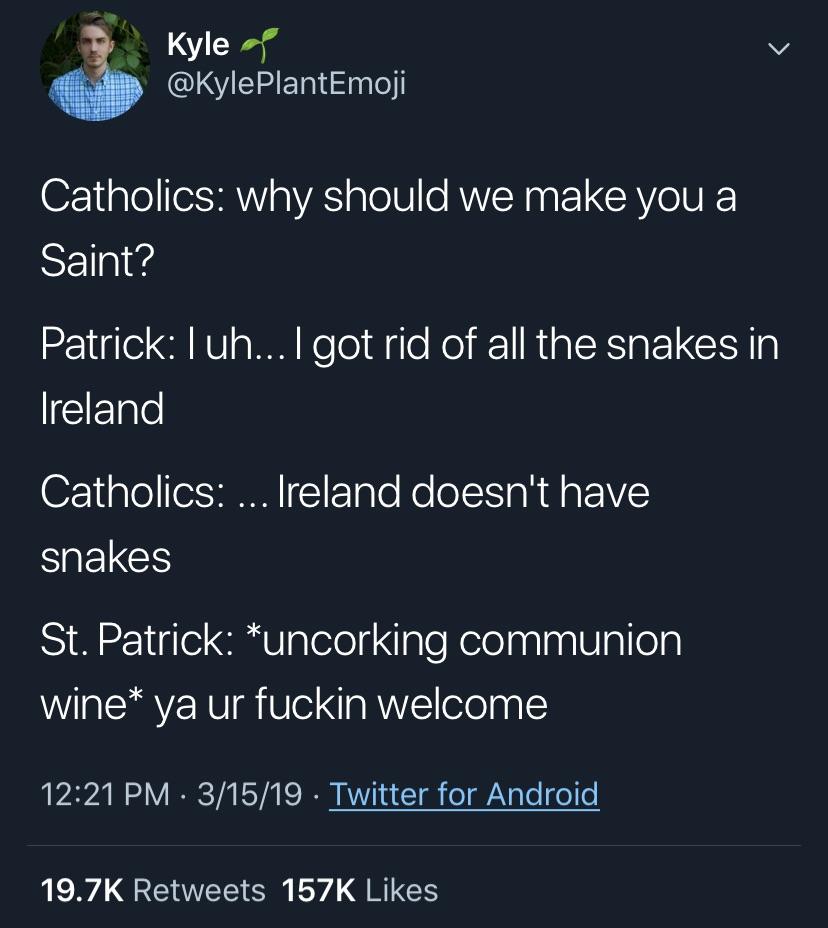 Kyle 🌱
@KylePlantEmoji
Catholics: why should we make you a
Saint?
Patrick: I uh... I got rid of all the snakes in
Ireland
Catholics: ... Ireland doesn't have
snakes
St. Patrick: *uncorking communion
wine* ya ur fuckin welcome
12:21 PM · 3/15/19 · Twitter for Android
19.7K Retweets 157K Likes